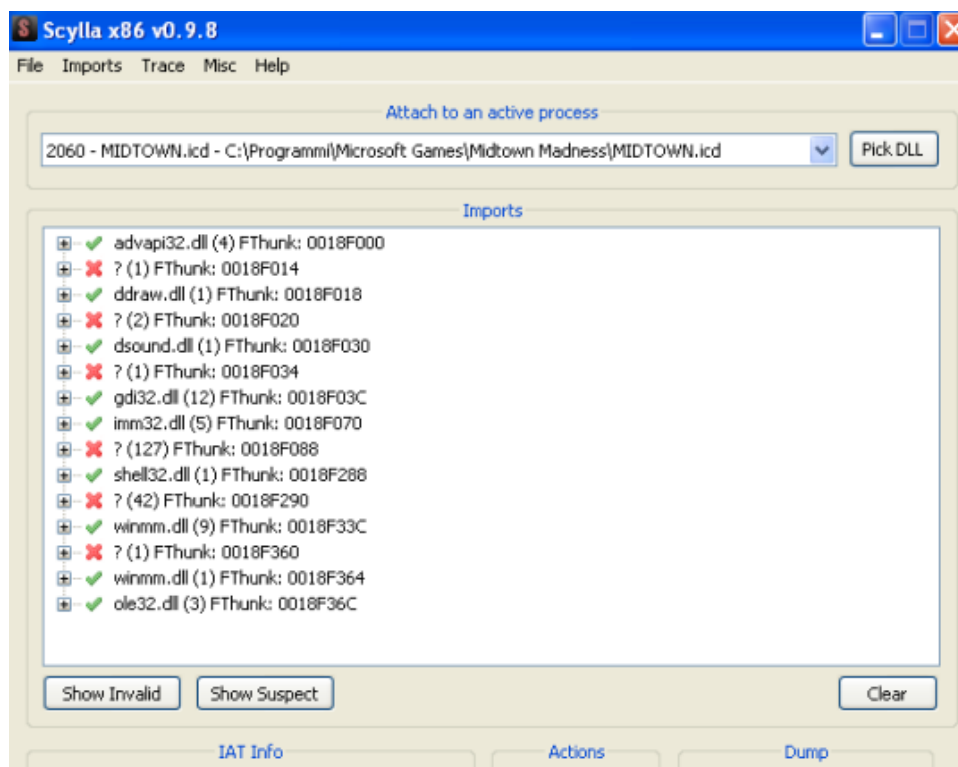 Scylla x86 v0.9.8
File Imports Trace Misc Help
Attach to an active process
2060 - MIDTOWN.icd - C:\Programmi\Microsoft Games\Midtown Madness\MIDTOWN.icd
Pick DLL
Imports
advapi32.dll (4) FThunk: 0018F000
? (1) FThunk: 0018F014
ddraw.dll (1) FThunk: 0018F018
? (2) FThunk: 0018F020
dsound.dll (1) FThunk: 0018F030
? (1) FThunk: 0018F034
gdi32.dll (12) FThunk: 0018F03C
imm32.dll (5) FThunk: 0018F070
? (127) FThunk: 0018F088
shell32.dll (1) FThunk: 0018F288
? (42) FThunk: 0018F290
winmm.dll (9) FThunk: 0018F33C
? (1) FThunk: 0018F360
winmm.dll (1) FThunk: 0018F364
ole32.dll (3) FThunk: 0018F36C
Show Invalid Show Suspect Clear
IAT Info Actions Dump